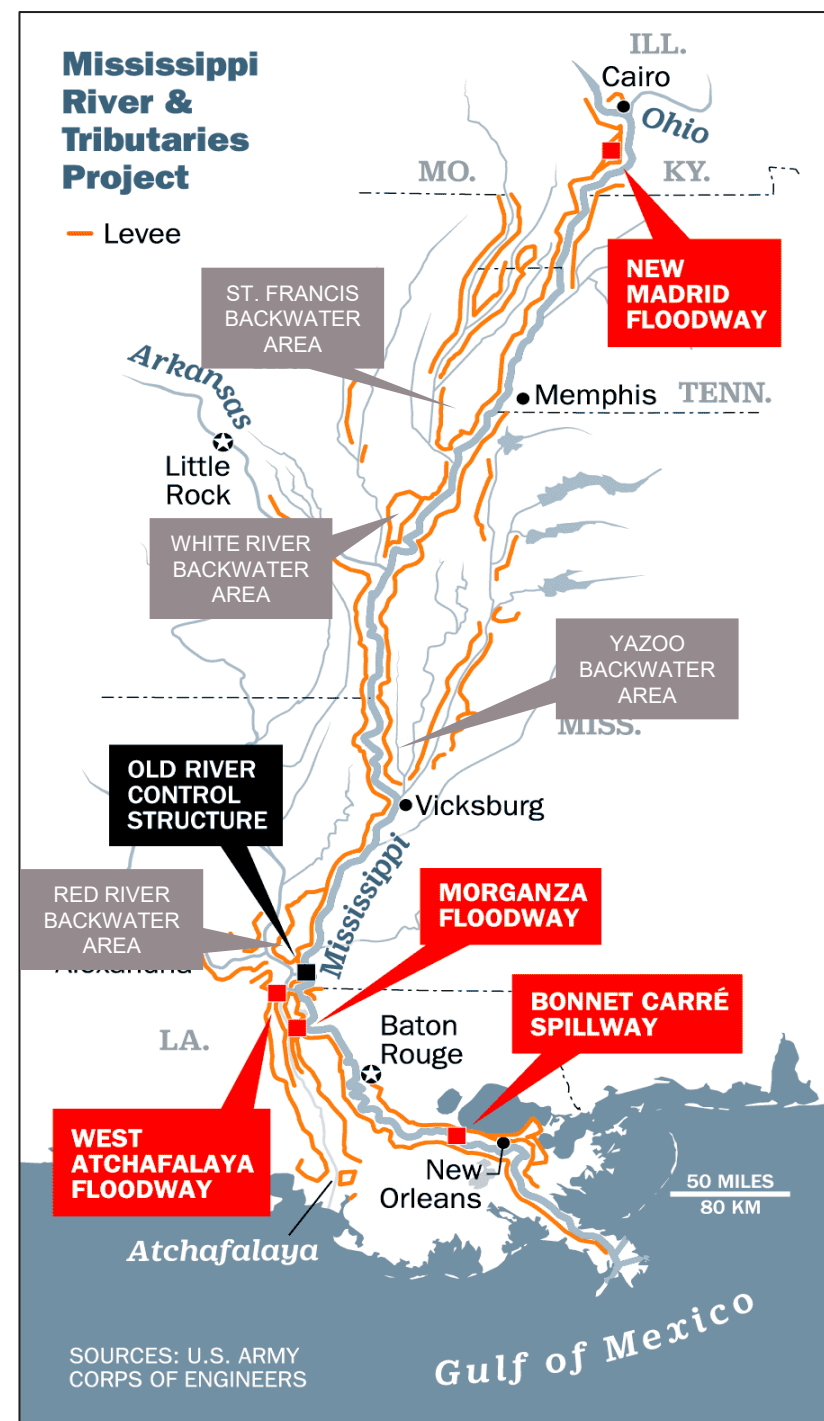 Mississippi
River &
Tributaries
Project
Levee
ILL.
Cairo
Ohio
MO.
KY.
NEW
MADRID
FLOODWAY
ST. FRANCIS
BACKWATER
AREA
Arkansas
Memphis
TENN.
Little
Rock
WHITE RIVER
BACKWATER
AREA
YAZOO
BACKWATER
AREA
MISS.
OLD RIVER
CONTROL
STRUCTURE
Vicksburg
Mississippi
RED RIVER
BACKWATER
AREA
MORGANZA
FLOODWAY
BONNET CARRÉ
SPILLWAY
LA.
Baton
Rouge
WEST
ATCHAFALAYA
FLOODWAY
New
Orleans
50 MILES
80 KM
Atchafalaya
Gulf of Mexico
SOURCES: U.S. ARMY
CORPS OF ENGINEERS